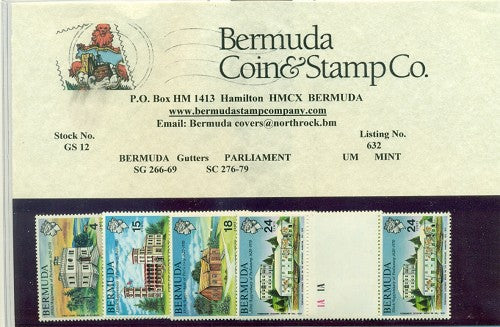 Bermuda
Coin&Stamp Co.
P.O. Box HM 1413 Hamilton HMCX BERMUDA
www.bermudastampcompany.com
Email: Bermuda covers@northrock.bm
Stock No.
GS 12
Listing No.
632
BERMUDA Gutters PARLIAMENT UM MINT
SG 266-69 SC 276-79
4
BERMUDA
15
BERMUDA
18
BERMUDA
24
BERMUDA
1A 1A
24
BERMUDA